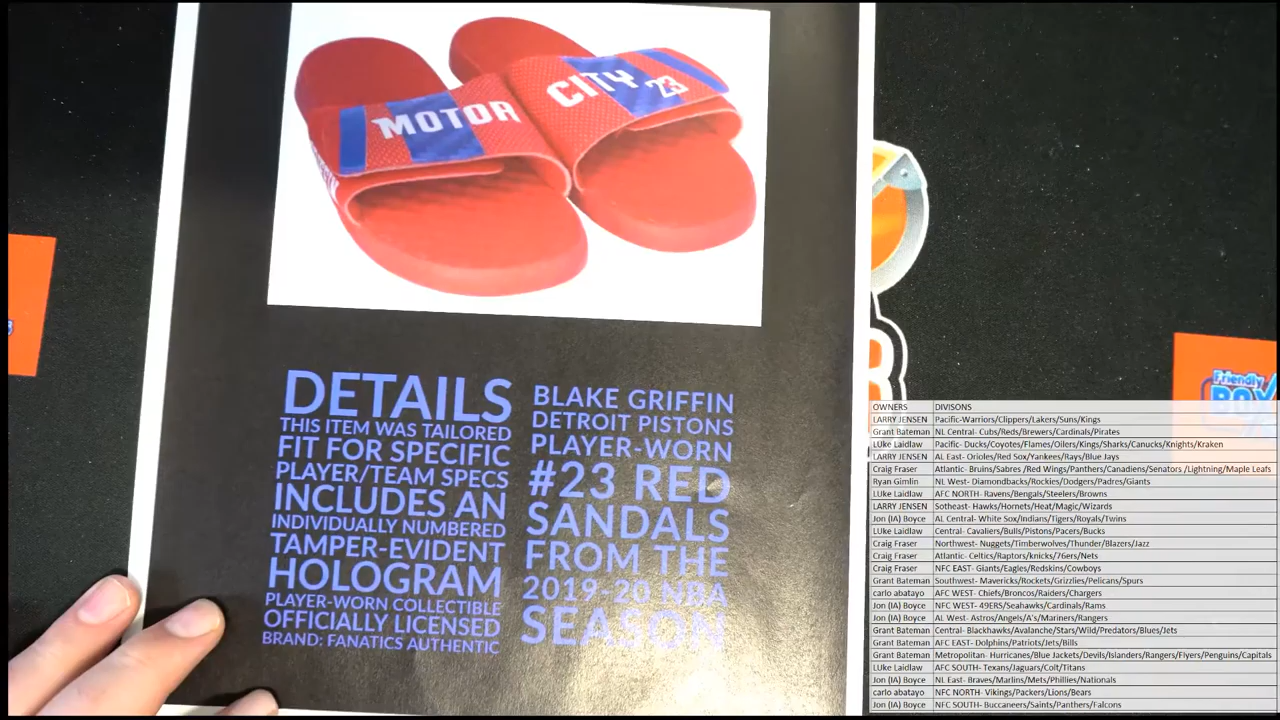 MOTOR
CITY 23
DETAILS
THIS ITEM WAS TAILORED
FIT FOR SPECIFIC
PLAYER/TEAM SPECS
INCLUDES AN
INDIVIDUALLY NUMBERED
TAMPER-EVIDENT
HOLOGRAM
PLAYER-WORN COLLECTIBLE
OFFICIALLY LICENSED
BRAND: FANATICS AUTHENTIC
BLAKE GRIFFIN
DETROIT PISTONS
PLAYER-WORN
#23 RED
SANDALS
FROM THE
2019-20 NBA
SEASON
Friendly
OWNERS DIVISONS
LARRY JENSEN Pacific-Warriors/Clippers/Lakers/Suns/Kings
Grant Bateman NL Central- Cubs/Reds/Brewers/Cardinals/Pirates
LUke Laidlaw Pacific- Ducks/Coyotes/Flames/Oilers/Kings/Sharks/Canucks/Knights/Kraken
LARRY JENSEN AL East- Orioles/Red Sox/Yankees/Rays/Blue Jays
Craig Fraser Atlantic- Bruins/Sabres /Red Wings/Panthers/Canadiens/Senators /Lightning/Maple Leafs
Ryan Gimlin NL West- Diamondbacks/Rockies/Dodgers/Padres/Giants
LUke Laidlaw AFC NORTH- Ravens/Bengals/Steelers/Browns
LARRY JENSEN Sotheast- Hawks/Hornets/Heat/Magic/Wizards
Jon (IA) Boyce AL Central- White Sox/Indians/Tigers/Royals/Twins
LUke Laidlaw Central- Cavaliers/Bulls/Pistons/Pacers/Bucks
Craig Fraser Northwest- Nuggets/Timberwolves/Thunder/Blazers/Jazz
Craig Fraser Atlantic- Celtics/Raptors/knicks/76ers/Nets
Craig Fraser NFC EAST- Giants/Eagles/Redskins/Cowboys
Grant Bateman Southwest- Mavericks/Rockets/Grizzlies/Pelicans/Spurs
carlo abatayo AFC WEST- Chiefs/Broncos/Raiders/Chargers
Jon (IA) Boyce NFC WEST- 49ERS/Seahawks/Cardinals/Rams
Jon (IA) Boyce AL West- Astros/Angels/A's/Mariners/Rangers
Grant Bateman Central- Blackhawks/Avalanche/Stars/Wild/Predators/Blues/Jets
Grant Bateman AFC EAST- Dolphins/Patriots/Jets/Bills
Grant Bateman Metropolitan- Hurricanes/Blue Jackets/Devils/Islanders/Rangers/Flyers/Penguins/Capitals
LUke Laidlaw AFC SOUTH- Texans/Jaguars/Colt/Titans
Jon (IA) Boyce NL East- Braves/Marlins/Mets/Phillies/Nationals
carlo abatayo NFC NORTH- Vikings/Packers/Lions/Bears
Jon (IA) Boyce NFC SOUTH- Buccaneers/Saints/Panthers/Falcons